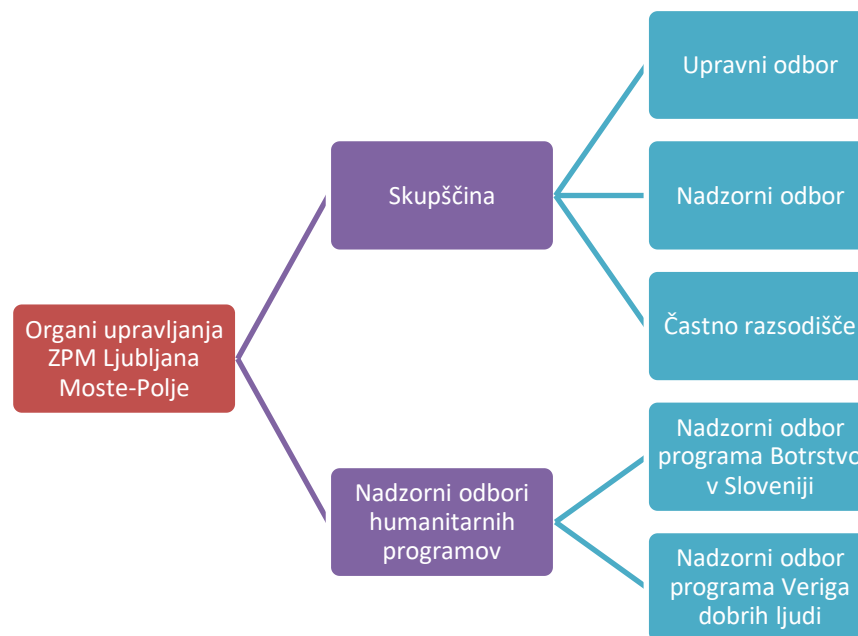 Organi upravljanja
ZPM Ljubljana
Moste-Polje
Skupščina
Upravni odbor
Nadzorni odbor
Častno razsodišče
Nadzorni odbori
humanitarnih
programov
Nadzorni odbor
programa Botrstvo
v Sloveniji
Nadzorni odbor
programa Veriga
dobrih ljudi